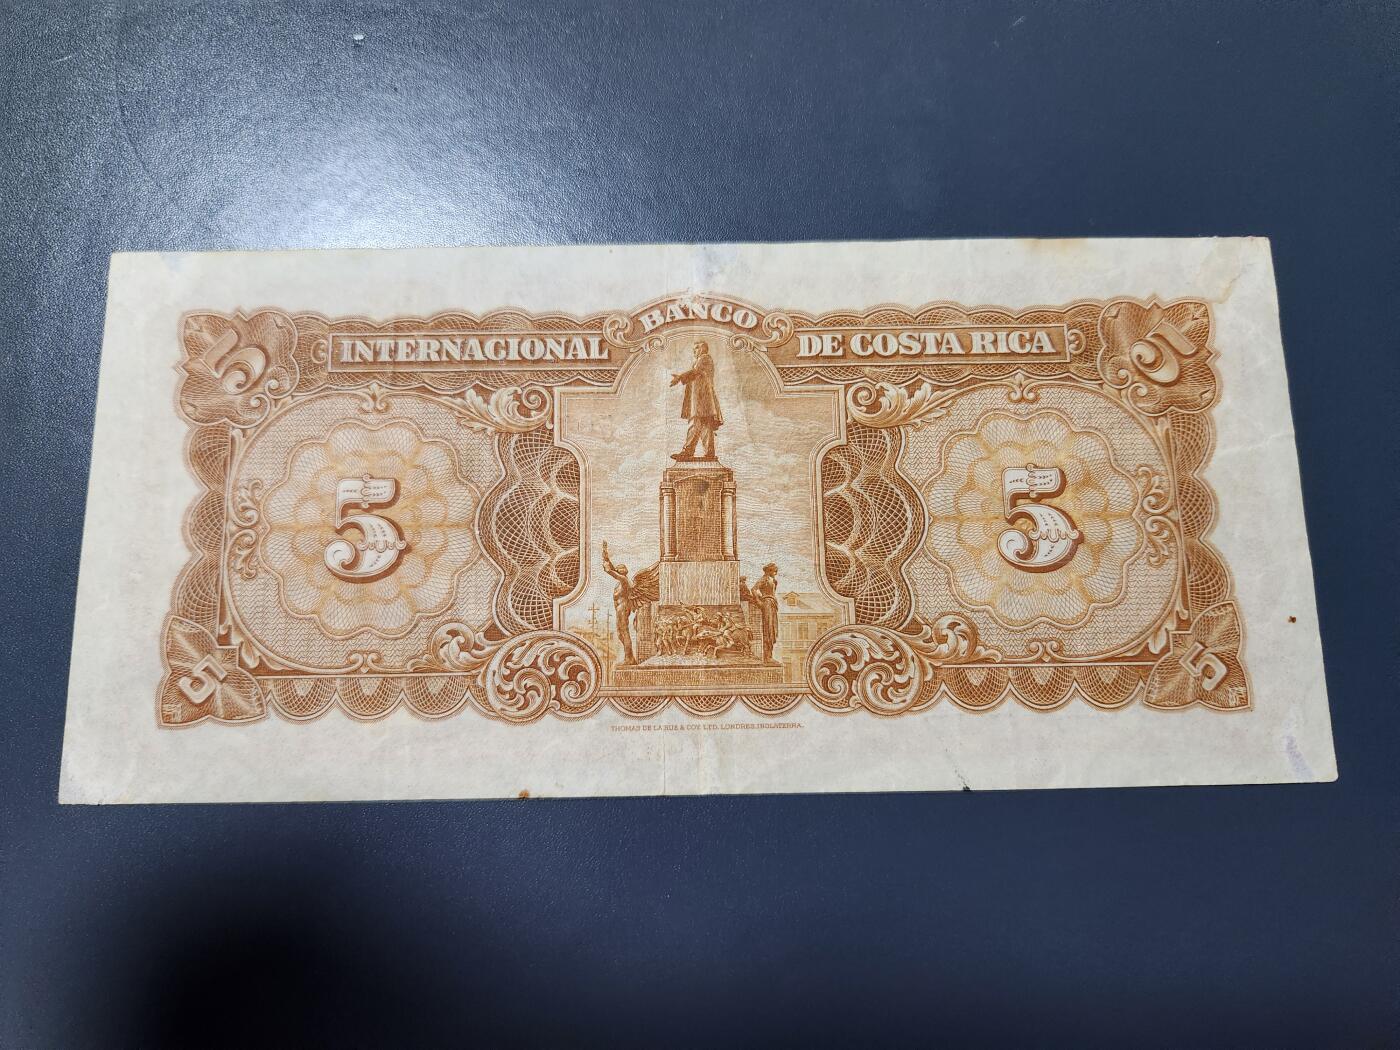 BANCO
INTERNACIONAL DE COSTA RICA
5 5
5 5
5 5
THOMAS DE LA RUE & COY. LTD. LONDRES, INGLATERRA.